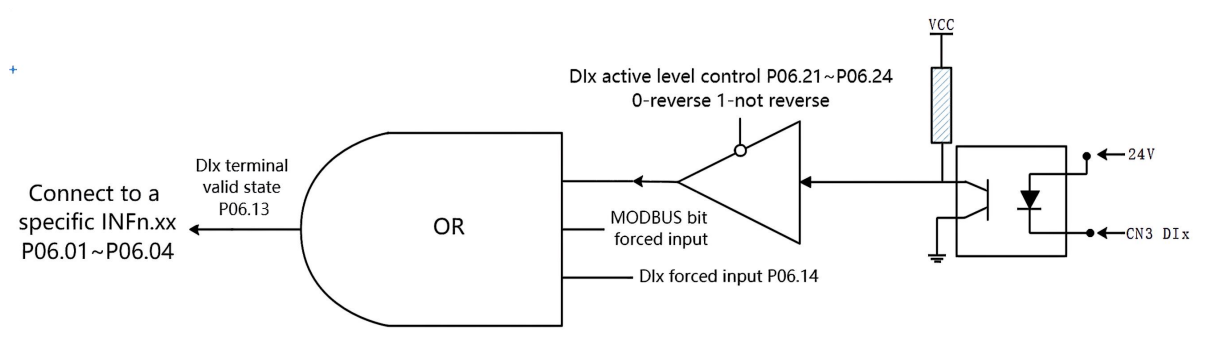 VCC
DIx active level control P06.21~P06.24
0-reverse 1-not reverse
24V
DIx terminal
valid state
P06.13
Connect to a
specific INFn.xx
P06.01~P06.04
OR
MODBUS bit
forced input
CN3 DIx
DIx forced input P06.14